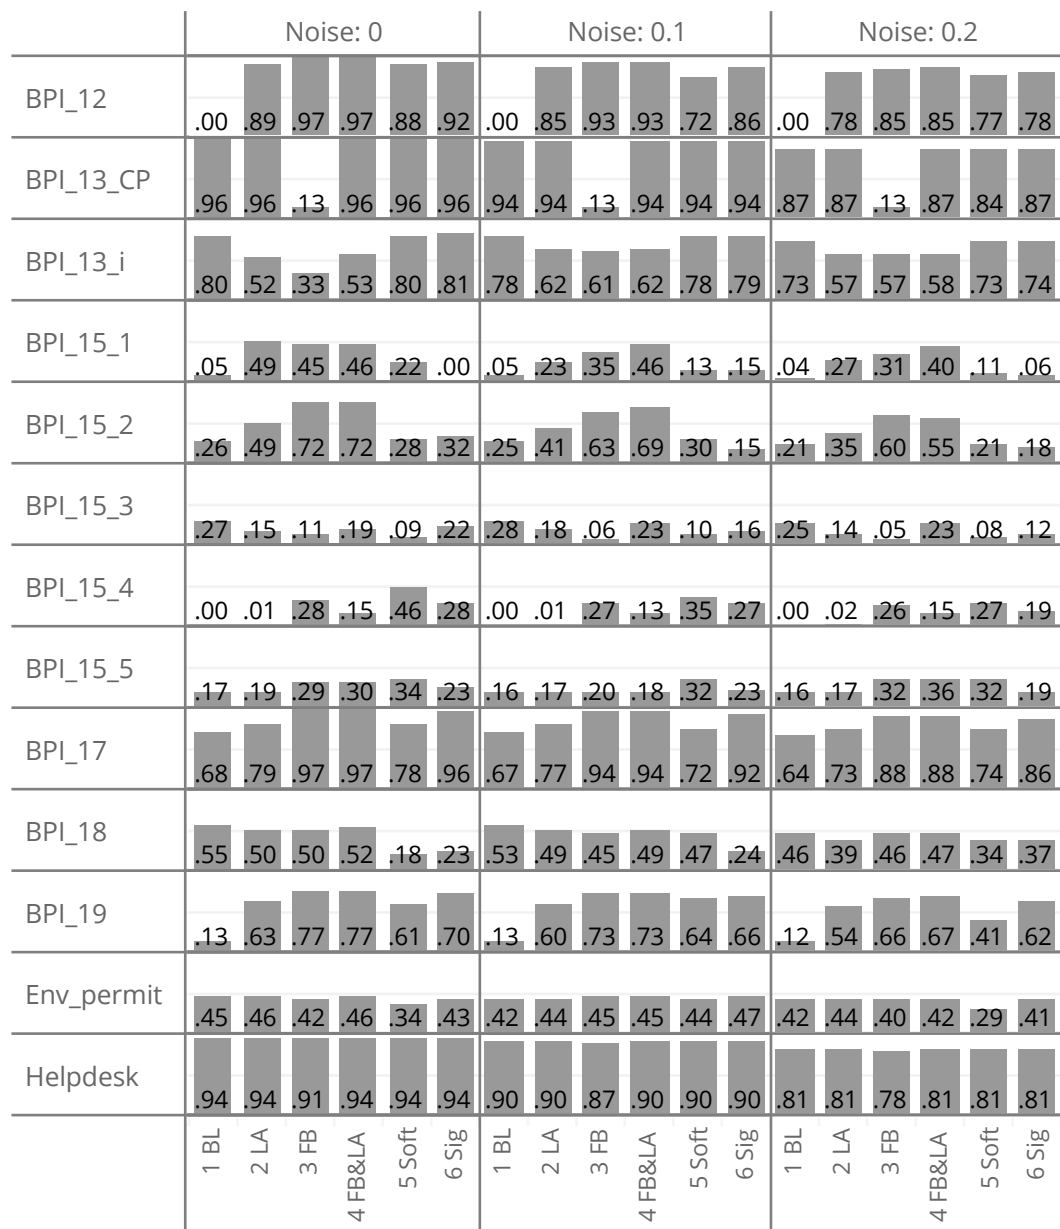 Noise: 0 Noise: 0.1 Noise: 0.2
BPI_12 .00 .89 .97 .97 .88 .92 .00 .85 .93 .93 .72 .86 .00 .78 .85 .85 .77 .78
BPI_13_CP .96 .96 .13 .96 .96 .96 .94 .94 .13 .94 .94 .94 .87 .87 .13 .87 .84 .87
BPI_13_i .80 .52 .33 .53 .80 .81 .78 .62 .61 .62 .78 .79 .73 .57 .57 .58 .73 .74
BPI_15_1 .05 .49 .45 .46 .22 .00 .05 .23 .35 .46 .13 .15 .04 .27 .31 .40 .11 .06
BPI_15_2 .26 .49 .72 .72 .28 .32 .25 .41 .63 .69 .30 .15 .21 .35 .60 .55 .21 .18
BPI_15_3 .27 .15 .11 .19 .09 .22 .28 .18 .06 .23 .10 .16 .25 .14 .05 .23 .08 .12
BPI_15_4 .00 .01 .28 .15 .46 .28 .00 .01 .27 .13 .35 .27 .00 .02 .26 .15 .27 .19
BPI_15_5 .17 .19 .29 .30 .34 .23 .16 .17 .20 .18 .32 .23 .16 .17 .32 .36 .32 .19
BPI_17 .68 .79 .97 .97 .78 .96 .67 .77 .94 .94 .72 .92 .64 .73 .88 .88 .74 .86
BPI_18 .55 .50 .50 .52 .18 .23 .53 .49 .45 .49 .47 .24 .46 .39 .46 .47 .34 .37
BPI_19 .13 .63 .77 .77 .61 .70 .13 .60 .73 .73 .64 .66 .12 .54 .66 .67 .41 .62
Env_permit .45 .46 .42 .46 .34 .43 .42 .44 .45 .45 .44 .47 .42 .44 .40 .42 .29 .41
Helpdesk .94 .94 .91 .94 .94 .94 .90 .90 .87 .90 .90 .90 .81 .81 .78 .81 .81 .81
1 BL 2 LA 3 FB 4 FB&LA 5 Soft 6 Sig 1 BL 2 LA 3 FB 4 FB&LA 5 Soft 6 Sig 1 BL 2 LA 3 FB 4 FB&LA 5 Soft 6 Sig